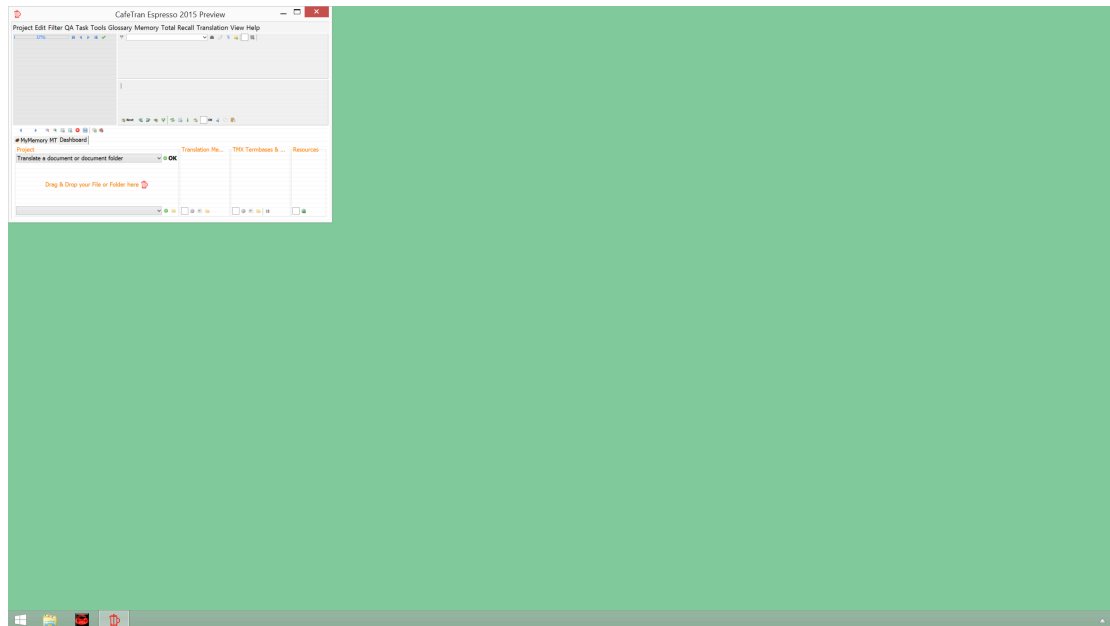 CafeTran Espresso 2015 Preview
Project Edit Filter QA Task Tools Glossary Memory Total Recall Translation View Help
MyMemory MT Dashboard
Project
Translation Me...
TMX Termbases & ...
Resources
Translate a document or document folder
OK
Drag & Drop your File or Folder here